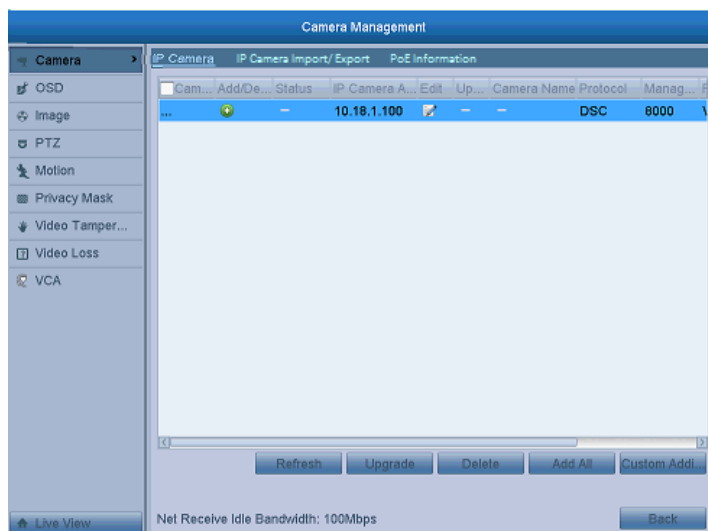 Camera Management
Camera
OSD
Image
PTZ
Motion
Privacy Mask
Video Tamper...
Video Loss
VCA
Live View
IP Camera IP Camera Import/Export PoE Information
Cam... Add/De... Status IP Camera A... Edit Up... Camera Name Protocol Manag...
... – 10.18.1.100 – – DSC 8000
Refresh Upgrade Delete Add All Custom Addi...
Net Receive Idle Bandwidth: 100Mbps
Back